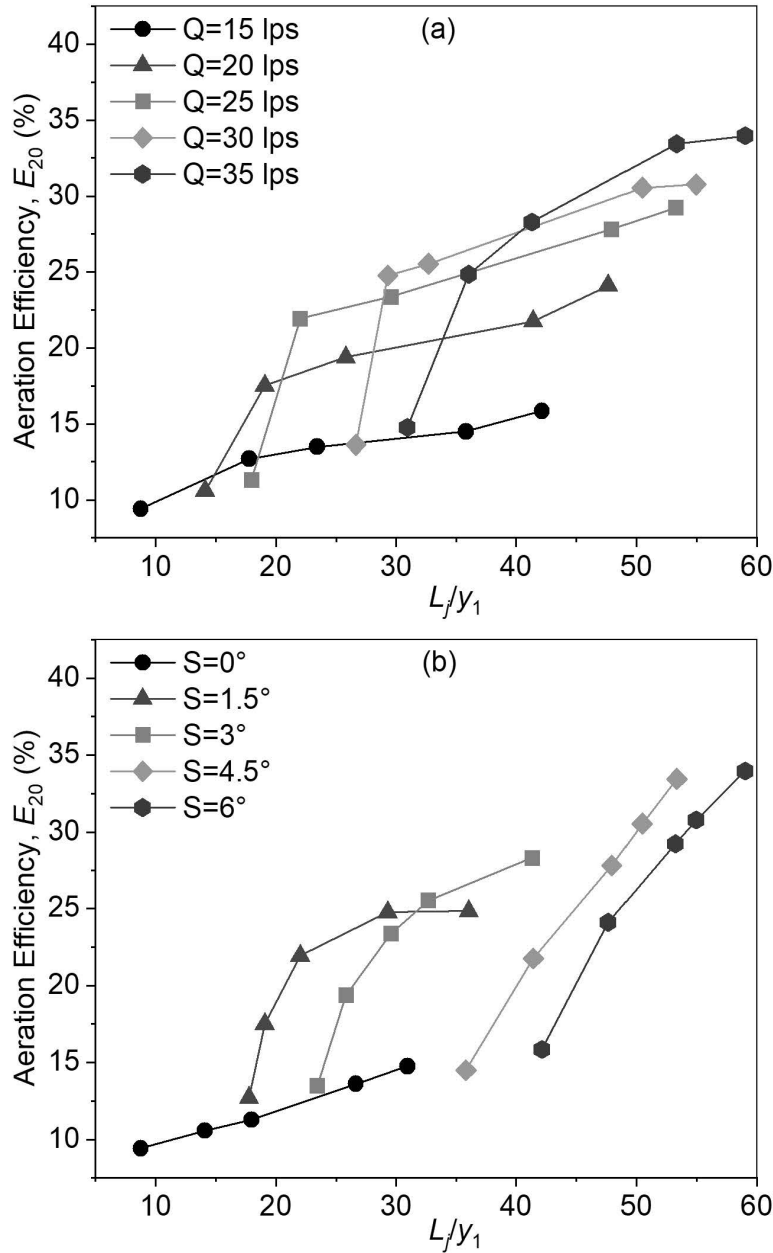 (a)
Q=15 lps
Q=20 lps
Q=25 lps
Q=30 lps
Q=35 lps
Aeration Efficiency, E20 (%)
40
35
30
25
20
15
10
10 20 30 40 50 60
Lj/y1
(b)
S=0°
S=1.5°
S=3°
S=4.5°
S=6°
Aeration Efficiency, E20 (%)
40
35
30
25
20
15
10
10 20 30 40 50 60
Lj/y1